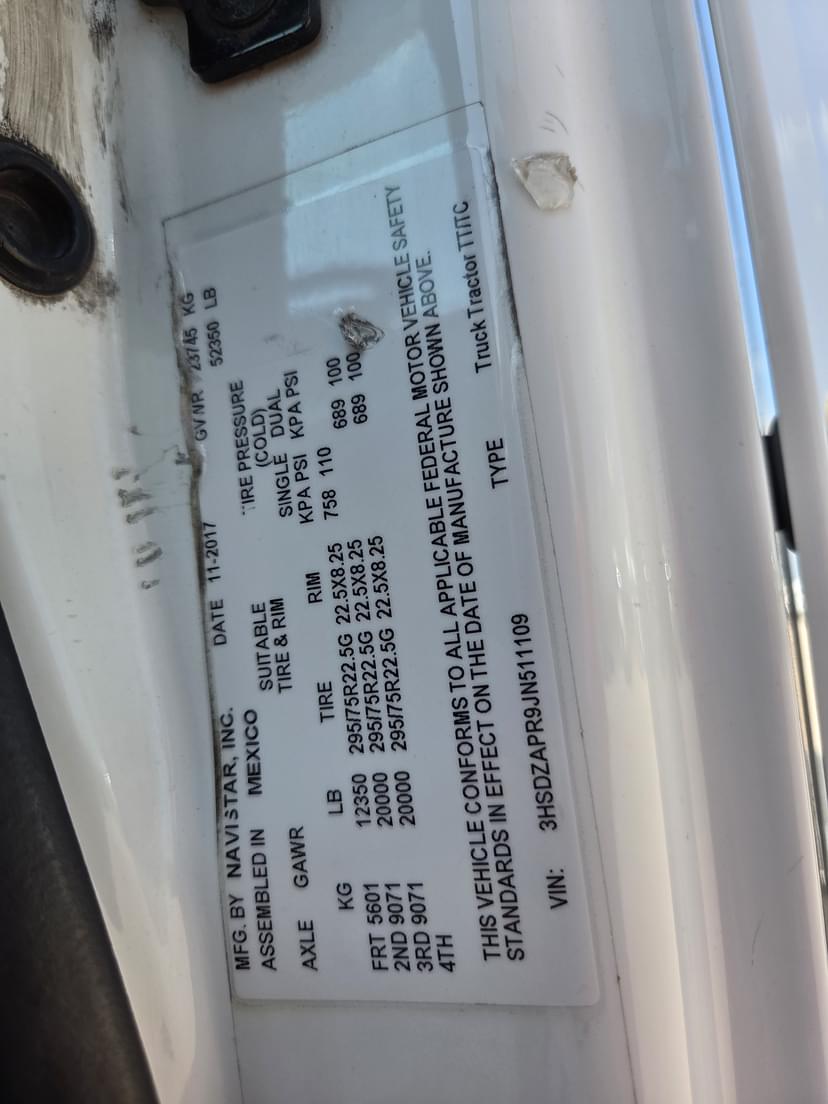 MFG. BY NAVISTAR, INC. DATE 11-2017 GVWR 23745 KG
ASSEMBLED IN MEXICO 52350 LB
SUITABLE TIRE PRESSURE
TIRE & RIM (COLD)
AXLE GAWR SINGLE DUAL
KG LB TIRE RIM KPA PSI KPA PSI
FRT 5601 12350 295/75R22.5G 22.5X8.25 758 110
2ND 9071 20000 295/75R22.5G 22.5X8.25 689 100
3RD 9071 20000 295/75R22.5G 22.5X8.25 689 100
4TH
THIS VEHICLE CONFORMS TO ALL APPLICABLE FEDERAL MOTOR VEHICLE SAFETY
STANDARDS IN EFFECT ON THE DATE OF MANUFACTURE SHOWN ABOVE.
VIN: 3HSDZAPR9JN511109 TYPE Truck Tractor TT/TC